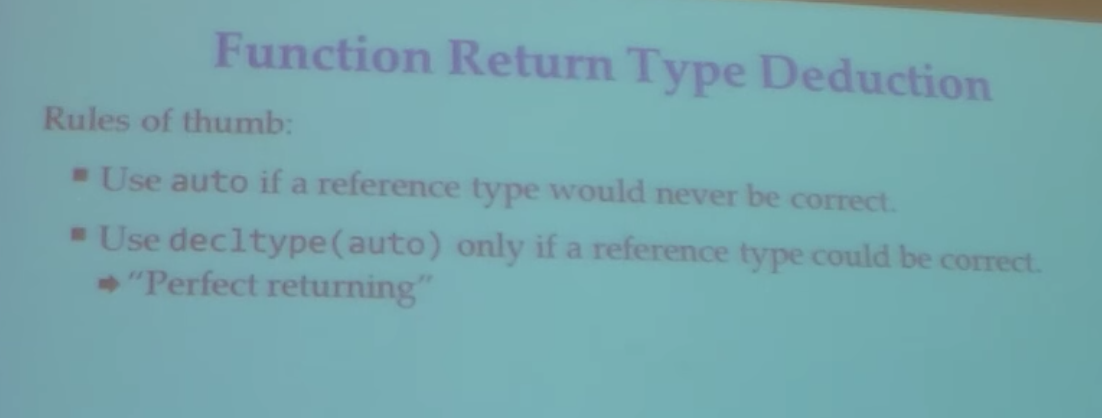 Function Return Type Deduction
Rules of thumb:
▪ Use auto if a reference type would never be correct.
▪ Use decltype(auto) only if a reference type could be correct.
➡ “Perfect returning”